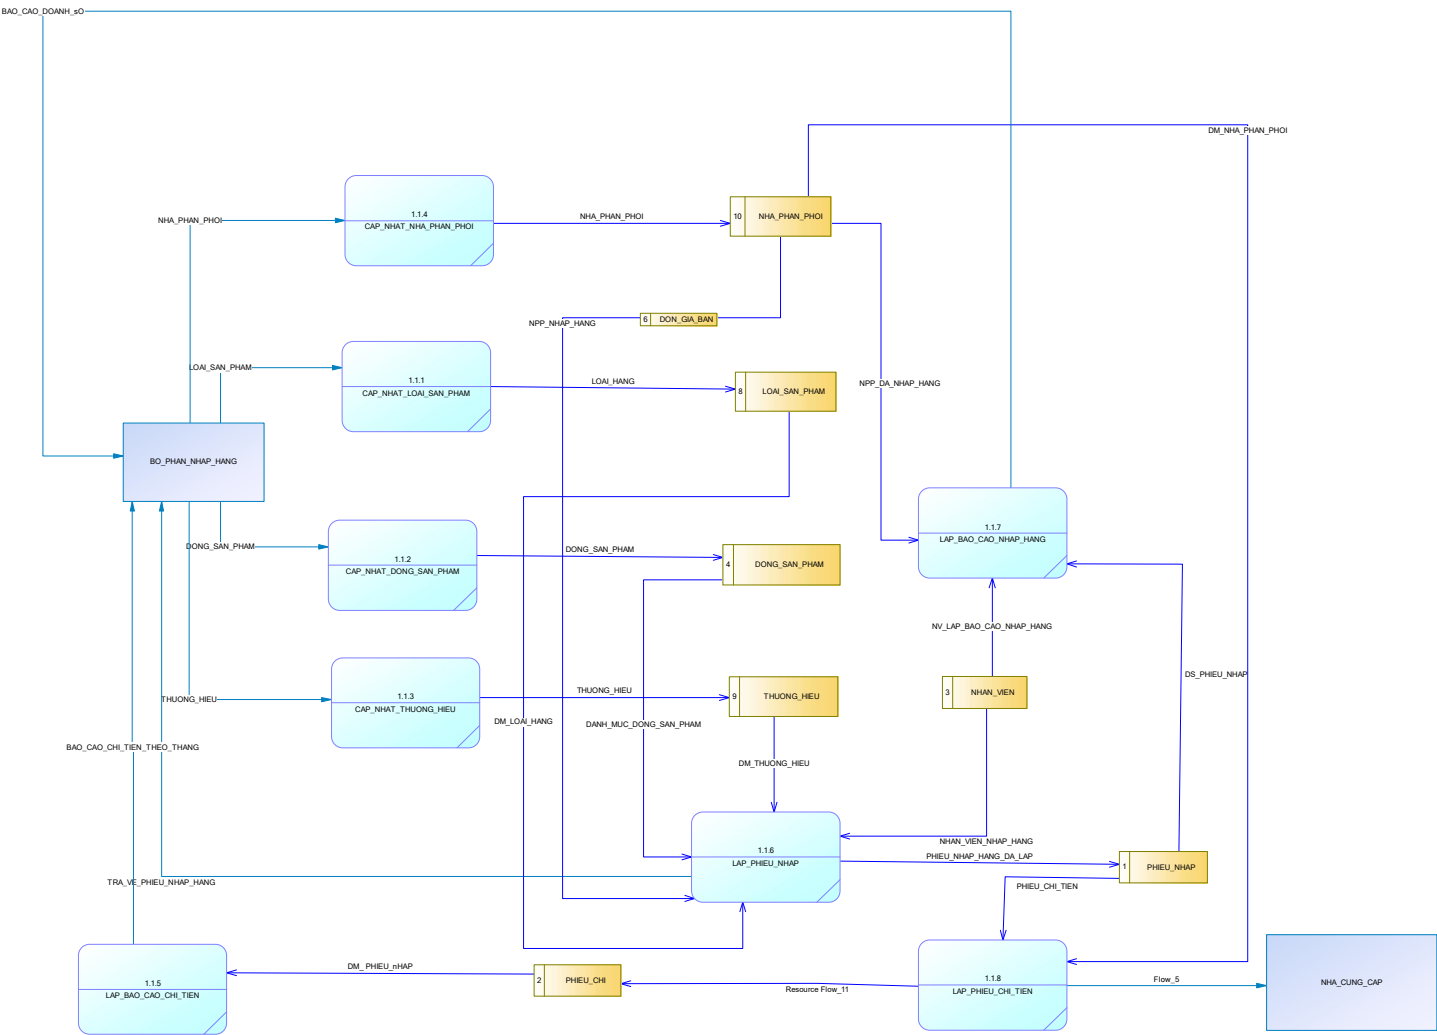 BAO_CAO_DOANH_sO
DM_NHA_PHAN_PHOI
1.1.4
CAP_NHAT_NHA_PHAN_PHOI
NHA_PHAN_PHOI
NHA_PHAN_PHOI
10
NHA_PHAN_PHOI
NPP_NHAP_HANG
6
DON_GIA_BAN
LOAI_SAN_PHAM
1.1.1
CAP_NHAT_LOAI_SAN_PHAM
LOAI_HANG
8
LOAI_SAN_PHAM
NPP_DA_NHAP_HANG
BO_PHAN_NHAP_HANG
1.1.7
LAP_BAO_CAO_NHAP_HANG
DONG_SAN_PHAM
1.1.2
CAP_NHAT_DONG_SAN_PHAM
DONG_SAN_PHAM
4
DONG_SAN_PHAM
NV_LAP_BAO_CAO_NHAP_HANG
DS_PHIEU_NHAP
THUONG_HIEU
1.1.3
CAP_NHAT_THUONG_HIEU
THUONG_HIEU
9
THUONG_HIEU
3
NHAN_VIEN
DM_LOAI_HANG
DANH_MUC_DONG_SAN_PHAM
BAO_CAO_CHI_TIEN_THEO_THANG
DM_THUONG_HIEU
1.1.6
LAP_PHIEU_NHAP
NHAN_VIEN_NHAP_HANG
PHIEU_NHAP_HANG_DA_LAP
1
PHIEU_NHAP
TRA_VE_PHIEU_NHAP_HANG
PHIEU_CHI_TIEN
1.1.5
LAP_BAO_CAO_CHI_TIEN
DM_ PHIEU_nHAP
2
PHIEU_CHI
Resource Flow_11
1.1.8
LAP_PHIEU_CHI_TIEN
Flow_5
NHA_CUNG_CAP